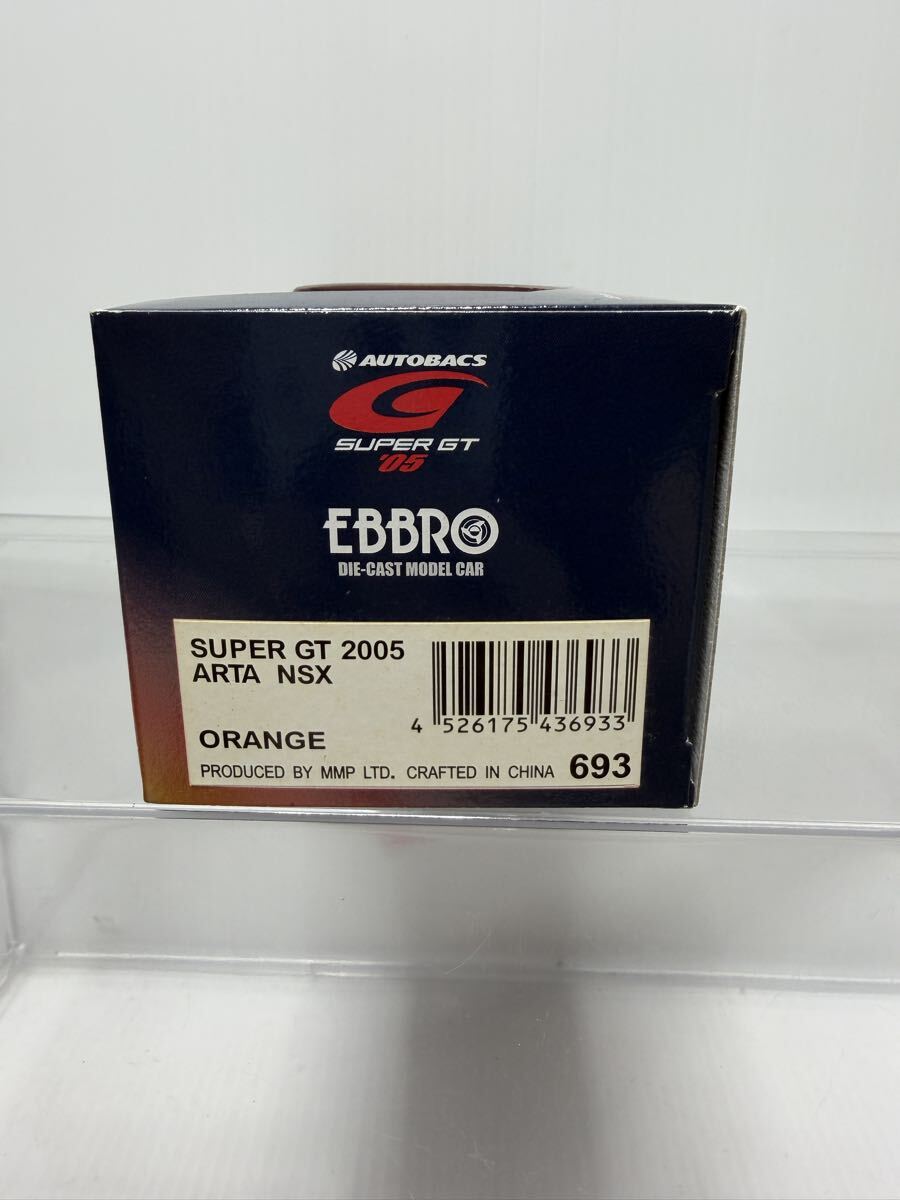 AUTOBACS
SUPER GT
'05
EBBRO
DIE-CAST MODEL CAR
SUPER GT 2005
ARTA NSX
4 526175 436933
ORANGE
PRODUCED BY MMP LTD. CRAFTED IN CHINA 693